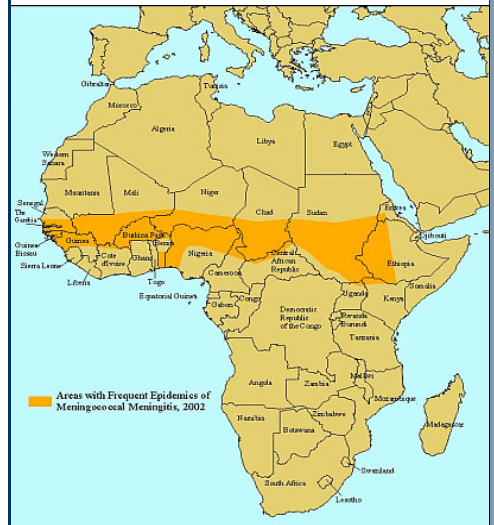 Gibraltar
Tunisia
Morocco
Algeria
Libya
Egypt
Western
Sahara
Mauritania
Mali
Niger
Chad
Sudan
Eritrea
Senegal
The
Gambia
Burkina Faso
Benin
Djibouti
Guinea
Guinea
Bissau
Cote
d'Ivoire
Ghana
Nigeria
Central
African
Republic
Ethiopia
Sierra Leone
Cameroon
Somalia
Liberia
Togo
Equatorial Guinea
Uganda
Kenya
Gabon
Congo
Democratic
Republic
of the Congo
Rwanda
Burundi
Tanzania
Angola
Zambia
Malawi
Mozambique
Areas with Frequent Epidemics of
Meningococcal Meningitis, 2002
Namibia
Zimbabwe
Botswana
Madagascar
Swaziland
South Africa
Lesotho